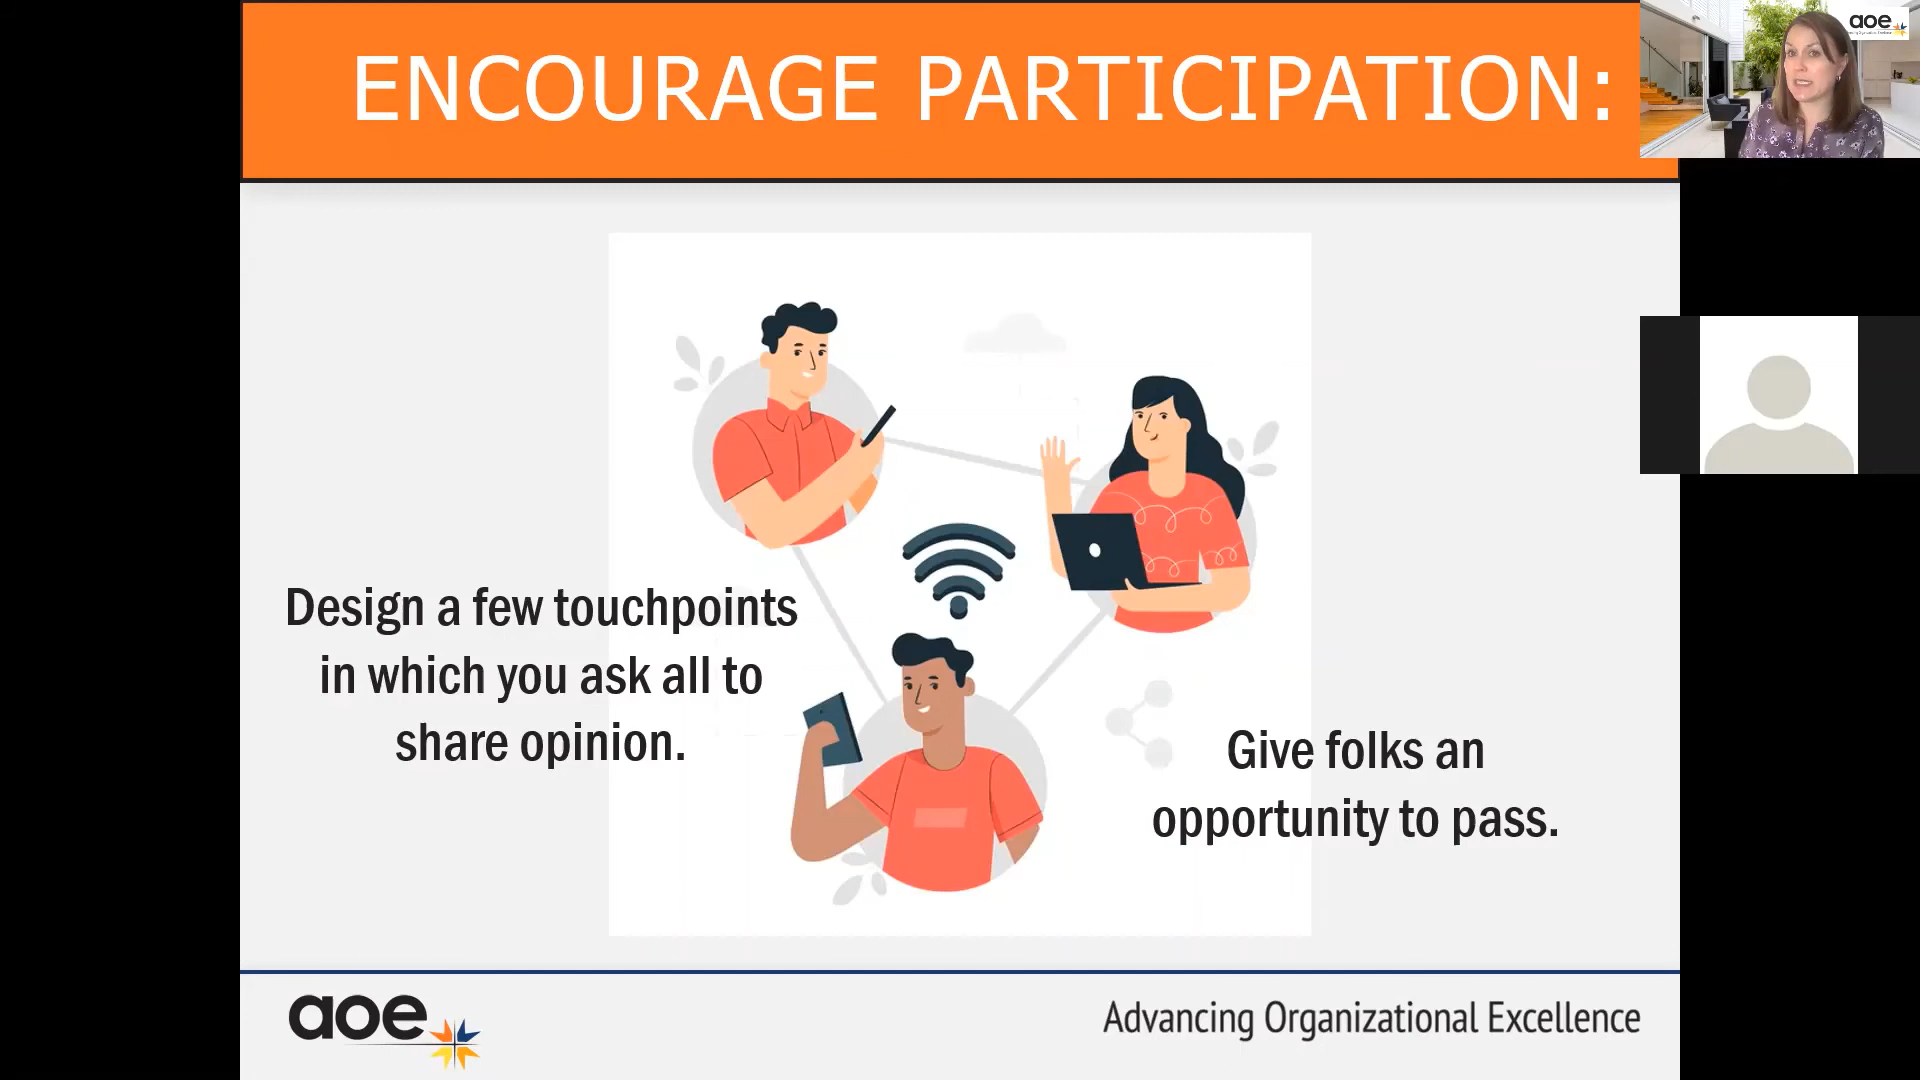 ENCOURAGE PARTICIPATION:
aoe
Design a few touchpoints
in which you ask all to
share opinion.
Give folks an
opportunity to pass.
aoe
Advancing Organizational Excellence